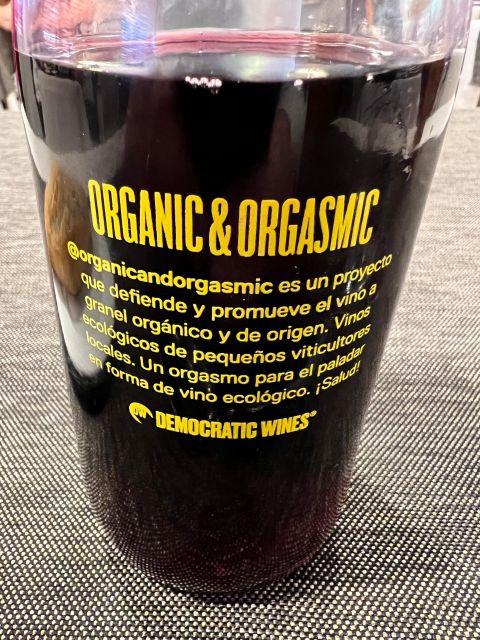 ORGANIC & ORGASMIC
@organicandorgasmic es un proyecto
que defiende y promueve el vino a
granel orgánico y de origen. Vinos
ecológicos de pequeños viticultores
locales. Un orgasmo para el paladar
en forma de vino ecológico. ¡Salud!
DW DEMOCRATIC WINES®